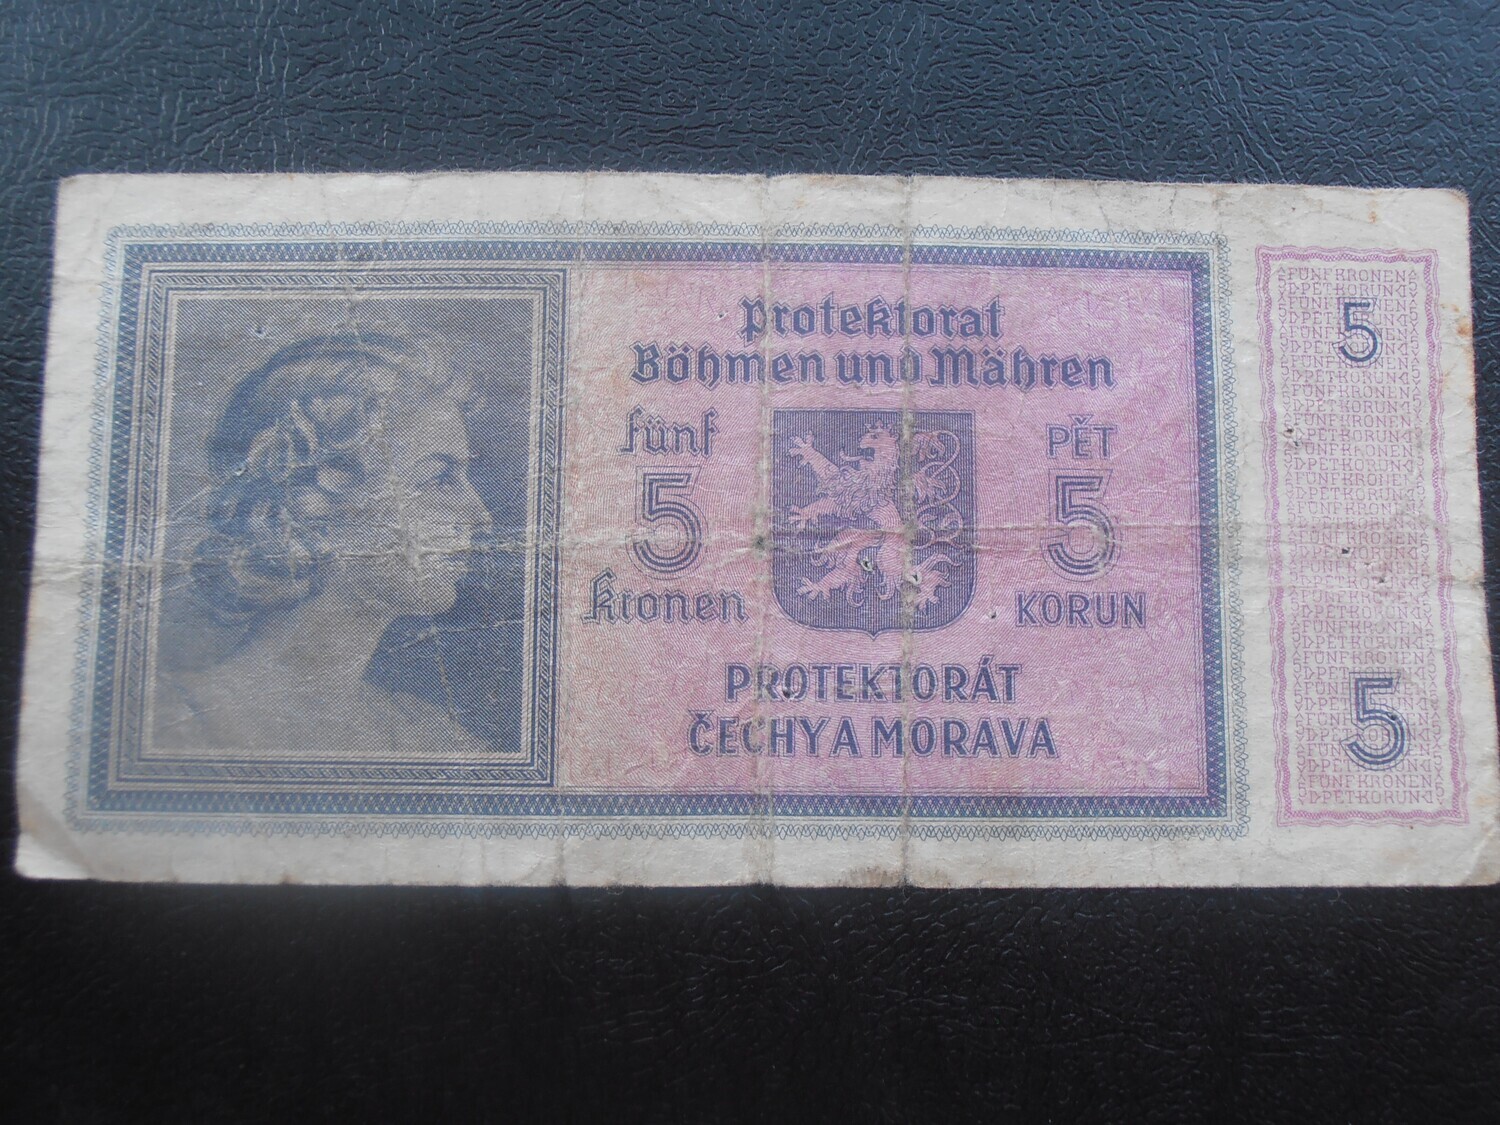 Protektorat
Böhmen und Mähren
fünf
5
kronen
PĚT
5
KORUN
PROTEKTORÁT
ČECHY A MORAVA
5
5
FÜNF KRONEN
PĚT KORUN